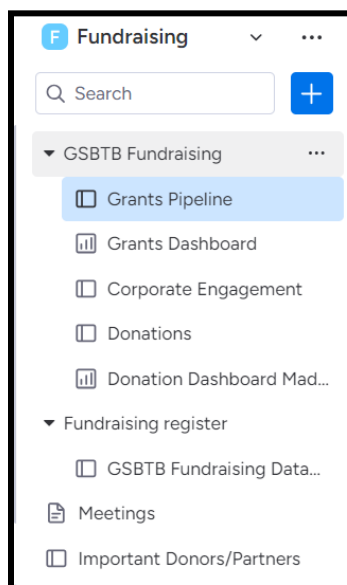 F Fundraising
Search
GSBTB Fundraising
Grants Pipeline
Grants Dashboard
Corporate Engagement
Donations
Donation Dashboard Mad...
Fundraising register
GSBTB Fundraising Data...
Meetings
Important Donors/Partners